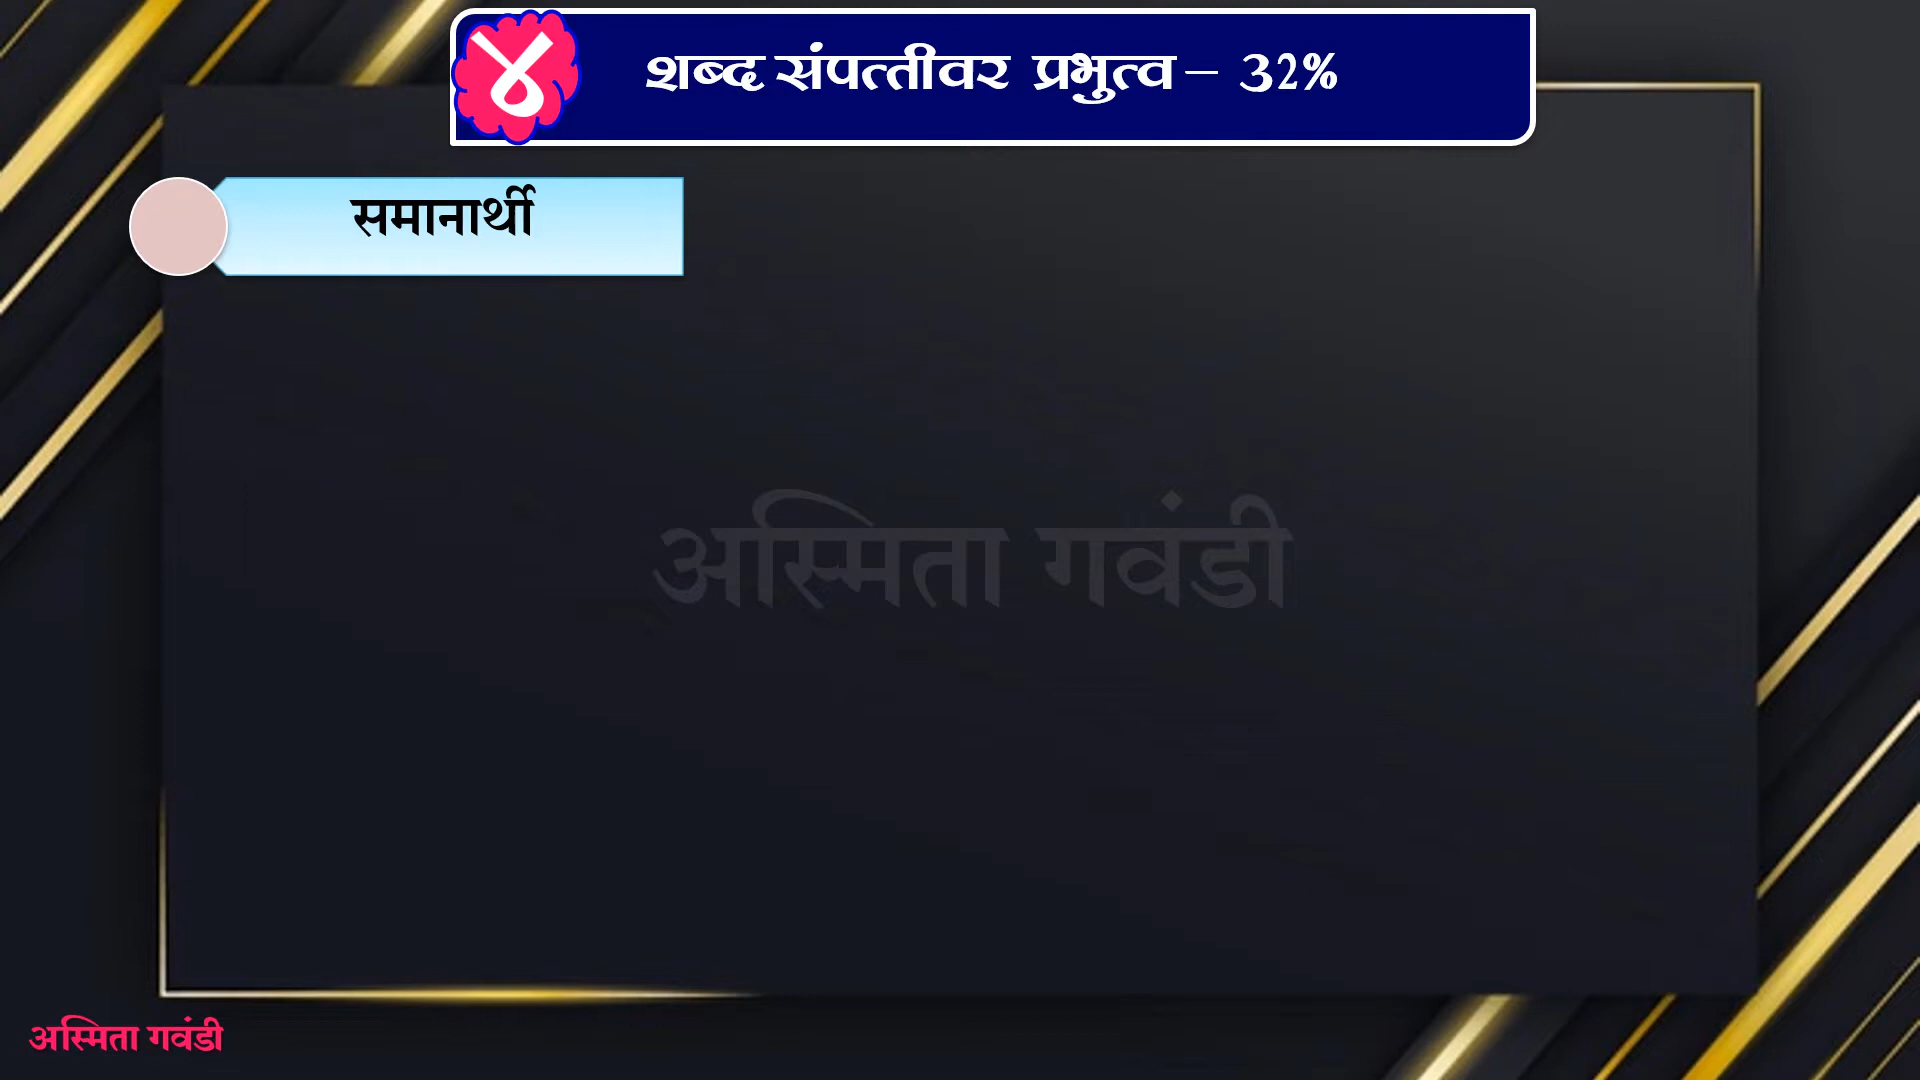 ४ शब्द संपत्तीवर प्रभुत्व – 32%
समानार्थी
अस्मिता गवंडी
अस्मिता गवंडी